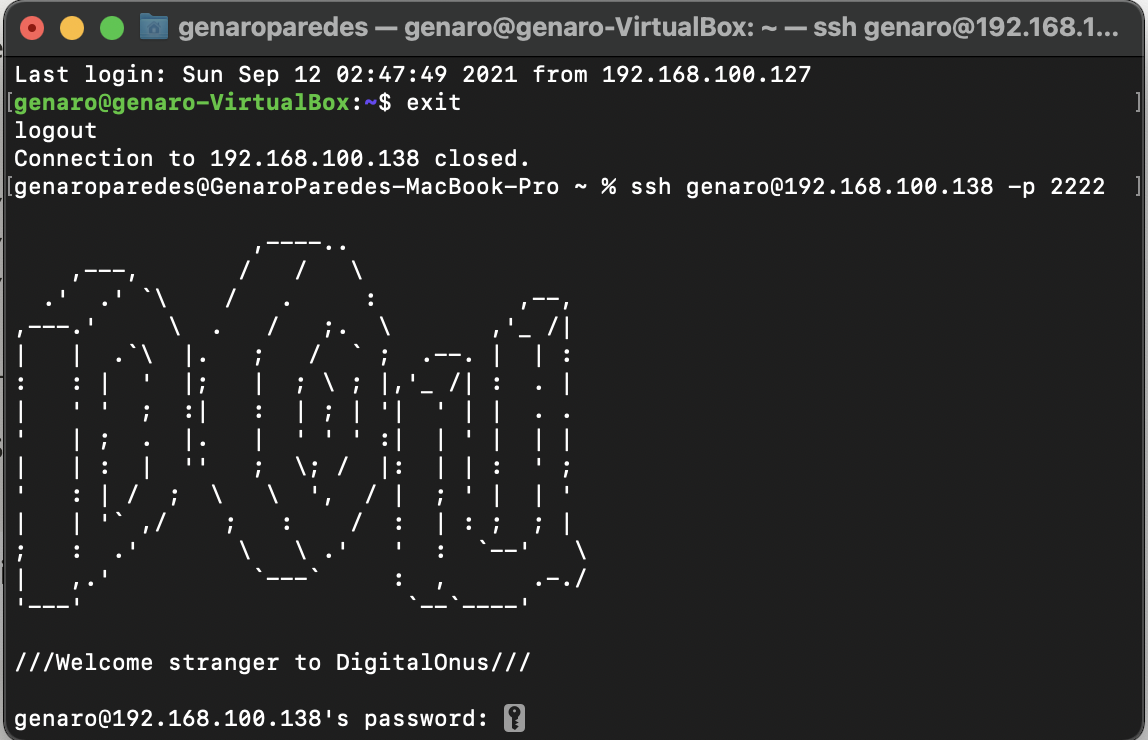 genaroparedes — genaro@genaro-VirtualBox: ~ — ssh genaro@192.168.1...
Last login: Sun Sep 12 02:47:49 2021 from 192.168.100.127
[genaro@genaro-VirtualBox:~$ exit ]
logout
Connection to 192.168.100.138 closed.
[genaroparedes@GenaroParedes-MacBook-Pro ~ % ssh genaro@192.168.100.138 -p 2222 ]
///Welcome stranger to DigitalOnus///
genaro@192.168.100.138's password: